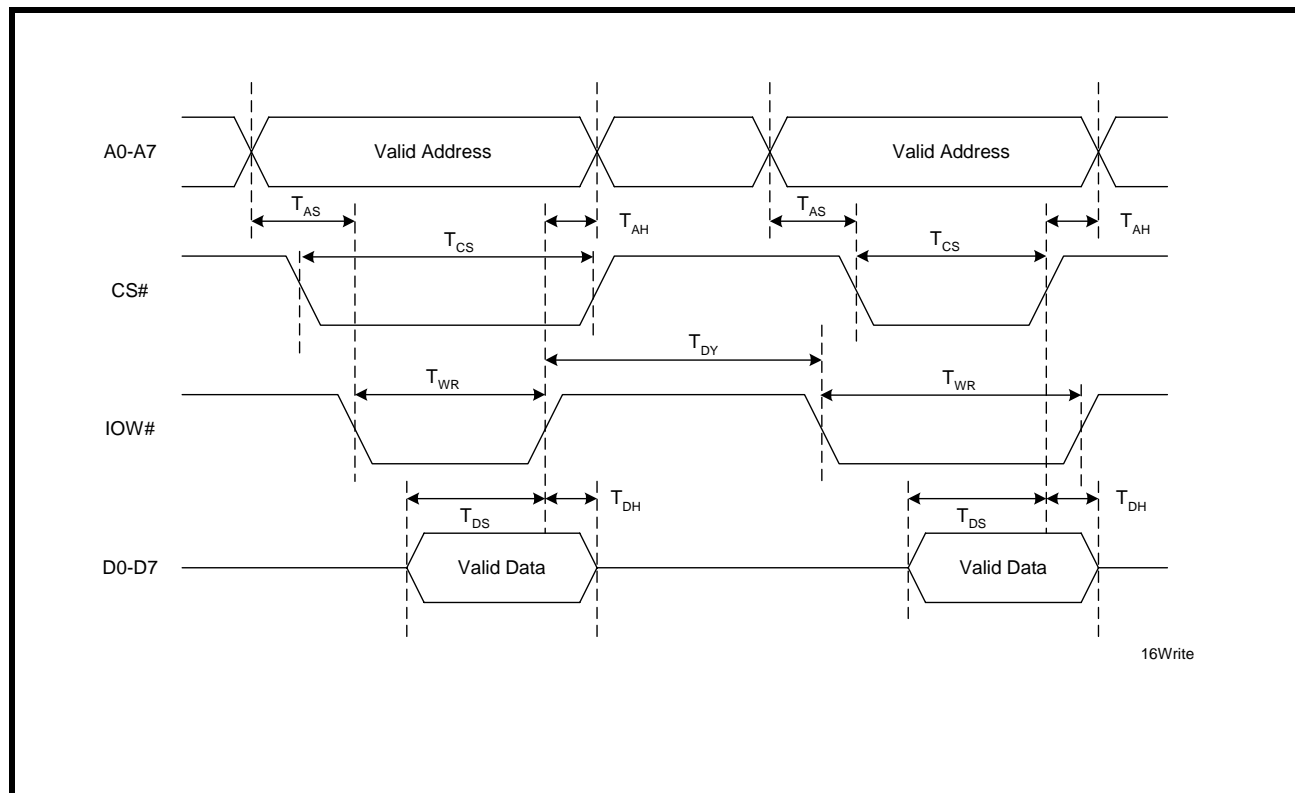 A0-A7
Valid Address
Valid Address
TAS
TAH
TAS
TAH
TCS
TCS
CS#
TDY
TWR
TWR
IOW#
TDS
TDH
TDS
TDH
D0-D7
Valid Data
Valid Data
16Write